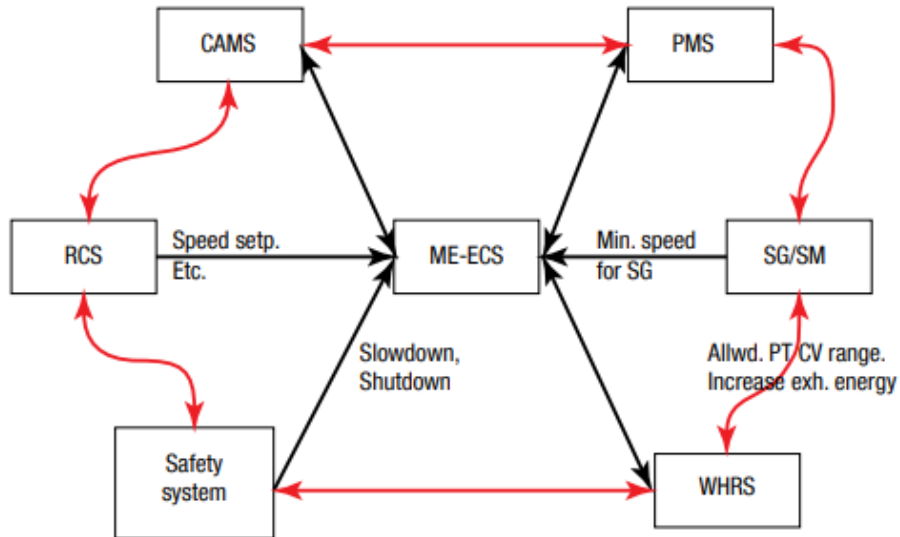 CAMS
PMS
RCS
Speed setp.
Etc.
ME-ECS
Min. speed
for SG
SG/SM
Slowdown,
Shutdown
Allwd. PT CV range.
Increase exh. energy
Safety
system
WHRS